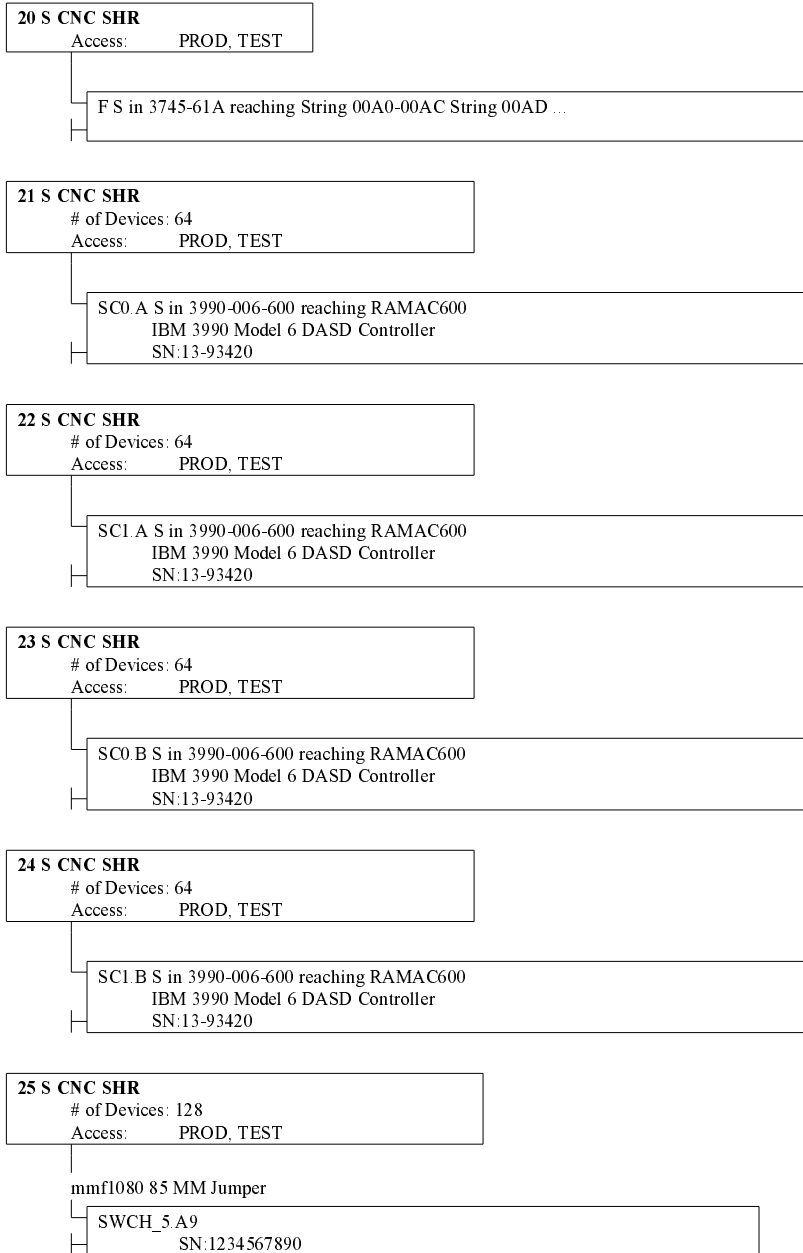 20 S CNC SHR
Access: PROD, TEST
F S in 3745-61A reaching String 00A0-00AC String 00AD ...
21 S CNC SHR
# of Devices: 64
Access: PROD, TEST
SC0.A S in 3990-006-600 reaching RAMAC600
IBM 3990 Model 6 DASD Controller
SN:13-93420
22 S CNC SHR
# of Devices: 64
Access: PROD, TEST
SC1.A S in 3990-006-600 reaching RAMAC600
IBM 3990 Model 6 DASD Controller
SN:13-93420
23 S CNC SHR
# of Devices: 64
Access: PROD, TEST
SC0.B S in 3990-006-600 reaching RAMAC600
IBM 3990 Model 6 DASD Controller
SN:13-93420
24 S CNC SHR
# of Devices: 64
Access: PROD, TEST
SC1.B S in 3990-006-600 reaching RAMAC600
IBM 3990 Model 6 DASD Controller
SN:13-93420
25 S CNC SHR
# of Devices: 128
Access: PROD, TEST
mmf1080 85 MM Jumper
SWCH_5.A9
SN:1234567890